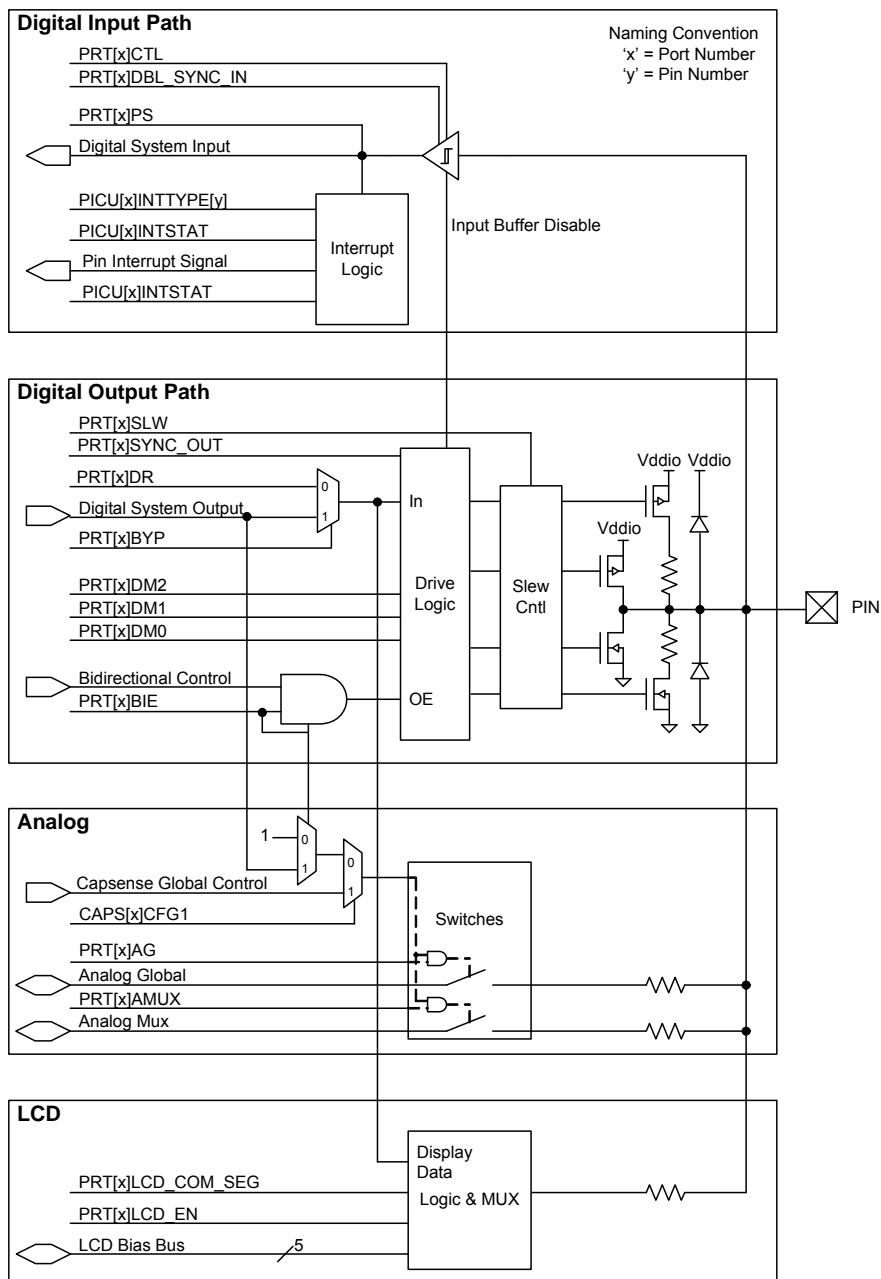 Digital Input Path
Naming Convention
‘x’ = Port Number
‘y’ = Pin Number
PRT[x]CTL
PRT[x]DBL_SYNC_IN
PRT[x]PS
Digital System Input
PICU[x]INTTYPE[y]
PICU[x]INTSTAT
Pin Interrupt Signal
PICU[x]INTSTAT
Interrupt
Logic
Input Buffer Disable
Digital Output Path
PRT[x]SLW
PRT[x]SYNC_OUT
PRT[x]DR
Digital System Output
PRT[x]BYP
0
1
PRT[x]DM2
PRT[x]DM1
PRT[x]DM0
Bidirectional Control
PRT[x]BIE
In
Drive
Logic
OE
Slew
Cntl
Vddio
Vddio Vddio
PIN
Analog
1
0
1
0
1
Capsense Global Control
CAPS[x]CFG1
PRT[x]AG
Analog Global
PRT[x]AMUX
Analog Mux
Switches
LCD
PRT[x]LCD_COM_SEG
PRT[x]LCD_EN
LCD Bias Bus
5
Display
Data
Logic & MUX